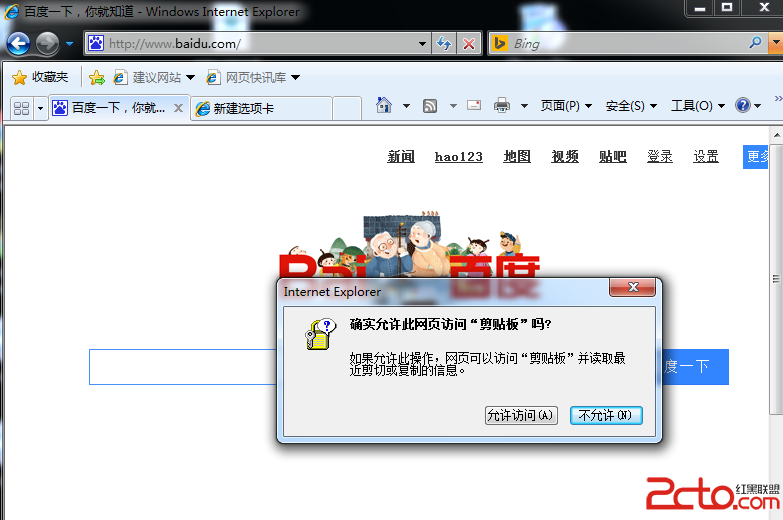 百度一下，你就知道 - Windows Internet Explorer
http://www.baidu.com/
Bing
收藏夹
建议网站
网页快讯库
百度一下，你就...
新建选项卡
页面(P)
安全(S)
工具(O)
新闻
hao123
地图
视频
贴吧
登录
设置
更多
Bai 百度
Internet Explorer
确实允许此网页访问“剪贴板”吗?
如果允许此操作，网页可以访问“剪贴板”并读取最
近剪切或复制的信息。
允许访问(A)
不允许(N)
度一下
2cto
红黑联盟
.com